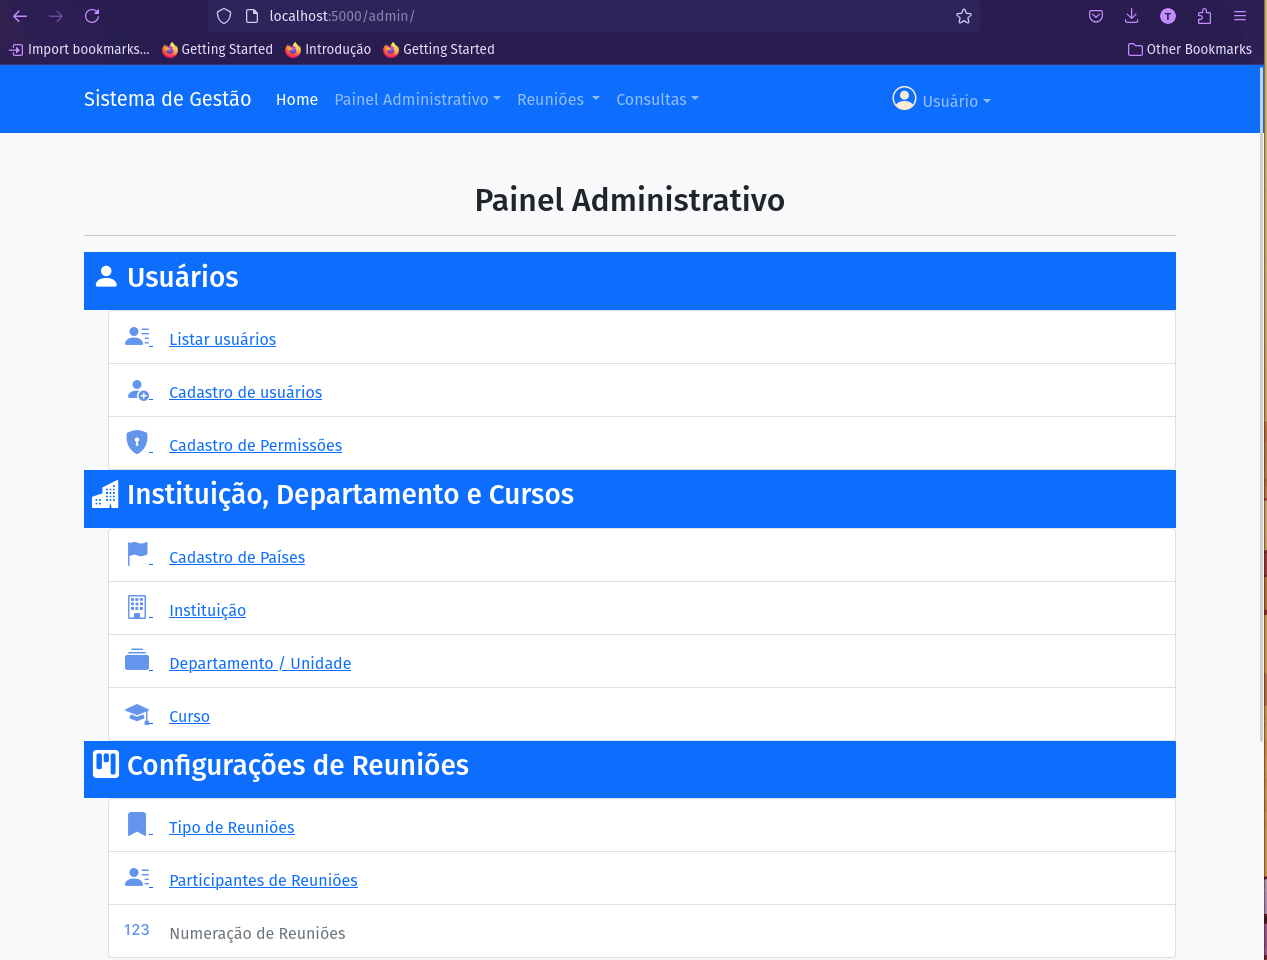 localhost:5000/admin/
T
Import bookmarks... Getting Started Introdução Getting Started Other Bookmarks
Sistema de Gestão Home Painel Administrativo Reuniões Consultas Usuário
Painel Administrativo
Usuários
Listar usuários
Cadastro de usuários
Cadastro de Permissões
Instituição, Departamento e Cursos
Cadastro de Países
Instituição
Departamento / Unidade
Curso
Configurações de Reuniões
Tipo de Reuniões
Participantes de Reuniões
123 Numeração de Reuniões